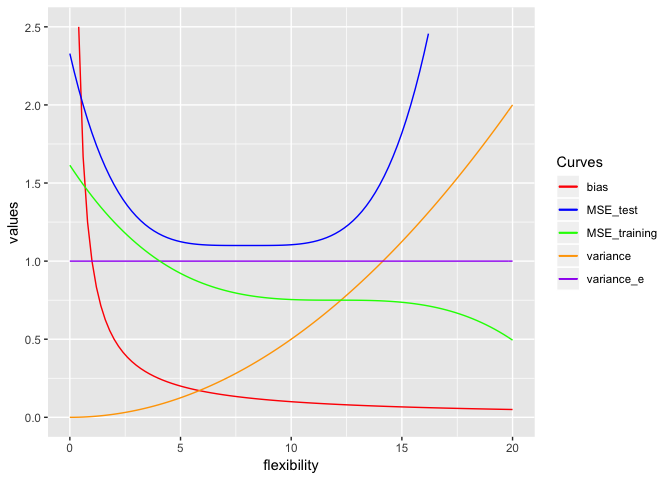 2.5
2.0
1.5
1.0
0.5
0.0
values
0
5
10
15
20
flexibility
Curves
bias
MSE_test
MSE_training
variance
variance_e